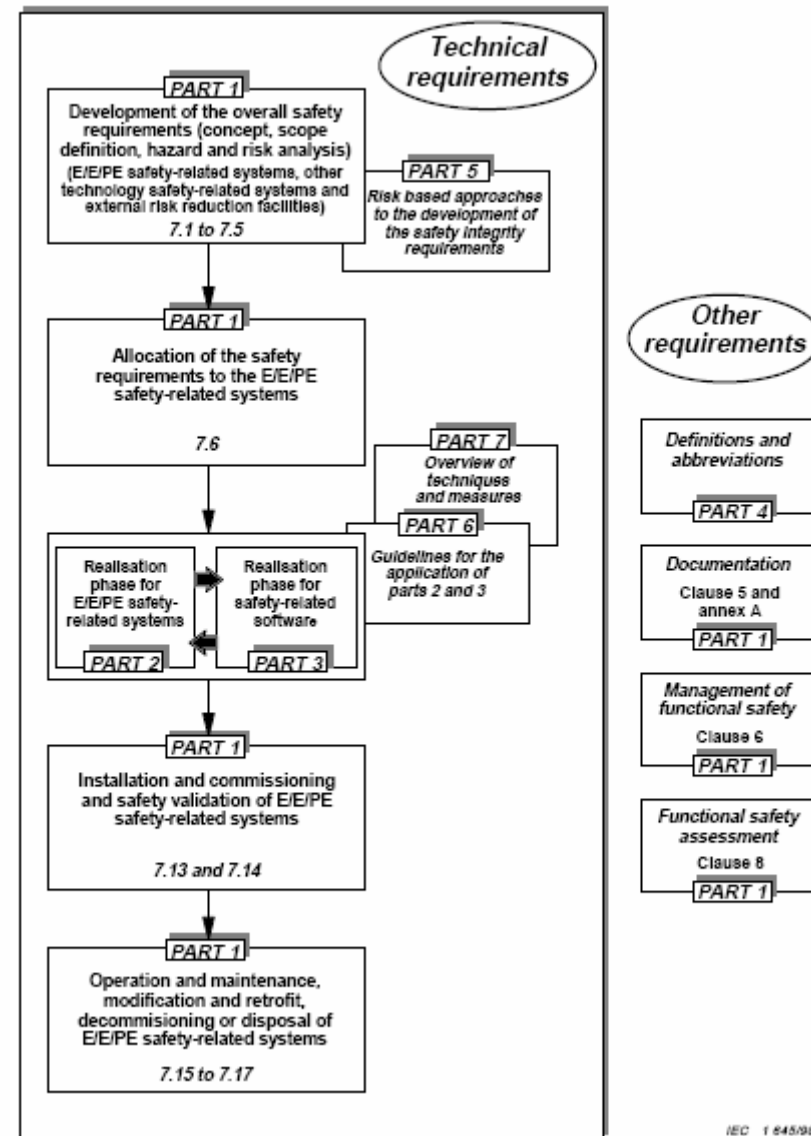 Technical
requirements
PART 1
Development of the overall safety
requirements (concept, scope
definition, hazard and risk analysis)
(E/E/PE safety-related systems, other
technology safety-related systems and
external risk reduction facilities)
7.1 to 7.5
PART 5
Risk based approaches
to the development of
the safety integrity
requirements
PART 1
Allocation of the safety
requirements to the E/E/PE
safety-related systems
7.6
PART 7
Overview of
techniques
and measures
PART 6
Guidelines for the
application of
parts 2 and 3
Realisation
phase for
E/E/PE safety-
related systems
PART 2
Realisation
phase for
safety-related
software
PART 3
PART 1
Installation and commissioning
and safety validation of E/E/PE
safety-related systems
7.13 and 7.14
PART 1
Operation and maintenance,
modification and retrofit,
decommisioning or disposal of
E/E/PE safety-related systems
7.15 to 7.17
Other
requirements
Definitions and
abbreviations
PART 4
Documentation
Clause 5 and
annex A
PART 1
Management of
functional safety
Clause 6
PART 1
Functional safety
assessment
Clause 8
PART 1
IEC 1 645/98